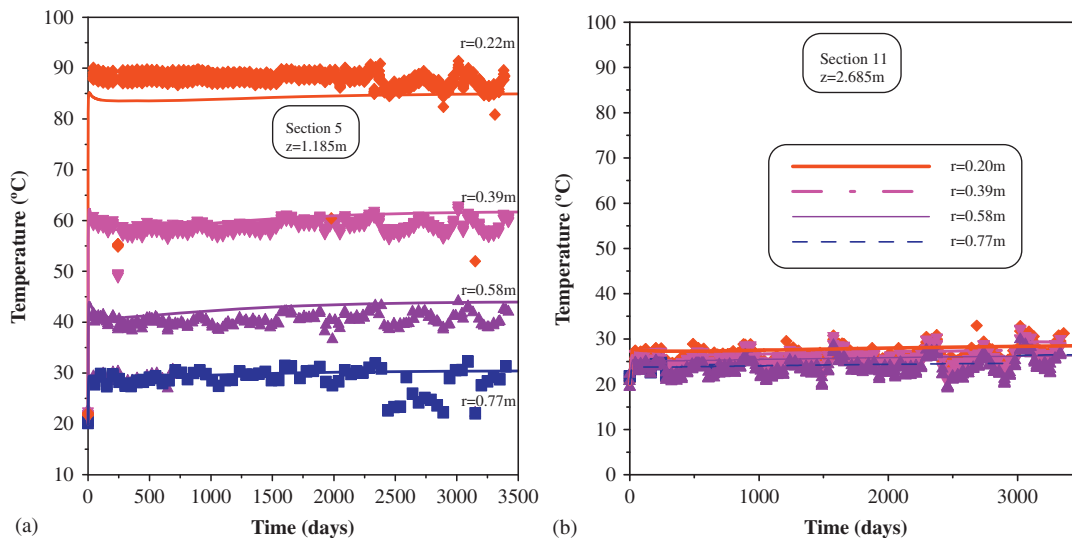 100
90
80
70
60
50
40
30
20
10
Temperature (ºC)
r=0.22m
Section 5
z=1.185m
r=0.39m
r=0.58m
r=0.77m
0 500 1000 1500 2000 2500 3000 3500
(a) Time (days)
100
90
80
70
60
50
40
30
20
10
0
Temperature (ºC)
Section 11
z=2.685m
r=0.20m
r=0.39m
r=0.58m
r=0.77m
0 1000 2000 3000
(b) Time (days)